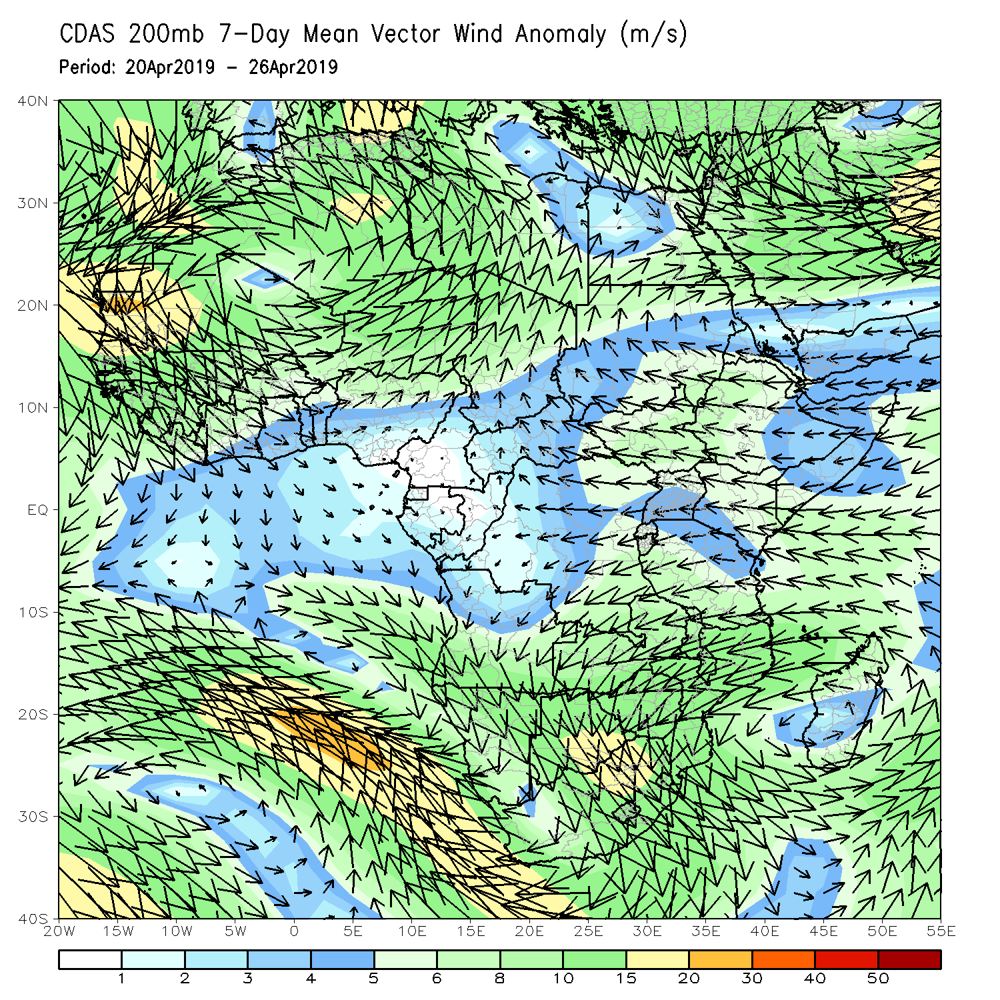 CDAS 200mb 7-Day Mean Vector Wind Anomaly (m/s)
Period: 20Apr2019 - 26Apr2019
40N
30N
20N
10N
EQ
10S
20S
30S
40S
20W 15W 10W 5W 0 5E 10E 15E 20E 25E 30E 35E 40E 45E 50E 55E
1 2 3 4 5 6 8 10 15 20 30 40 50